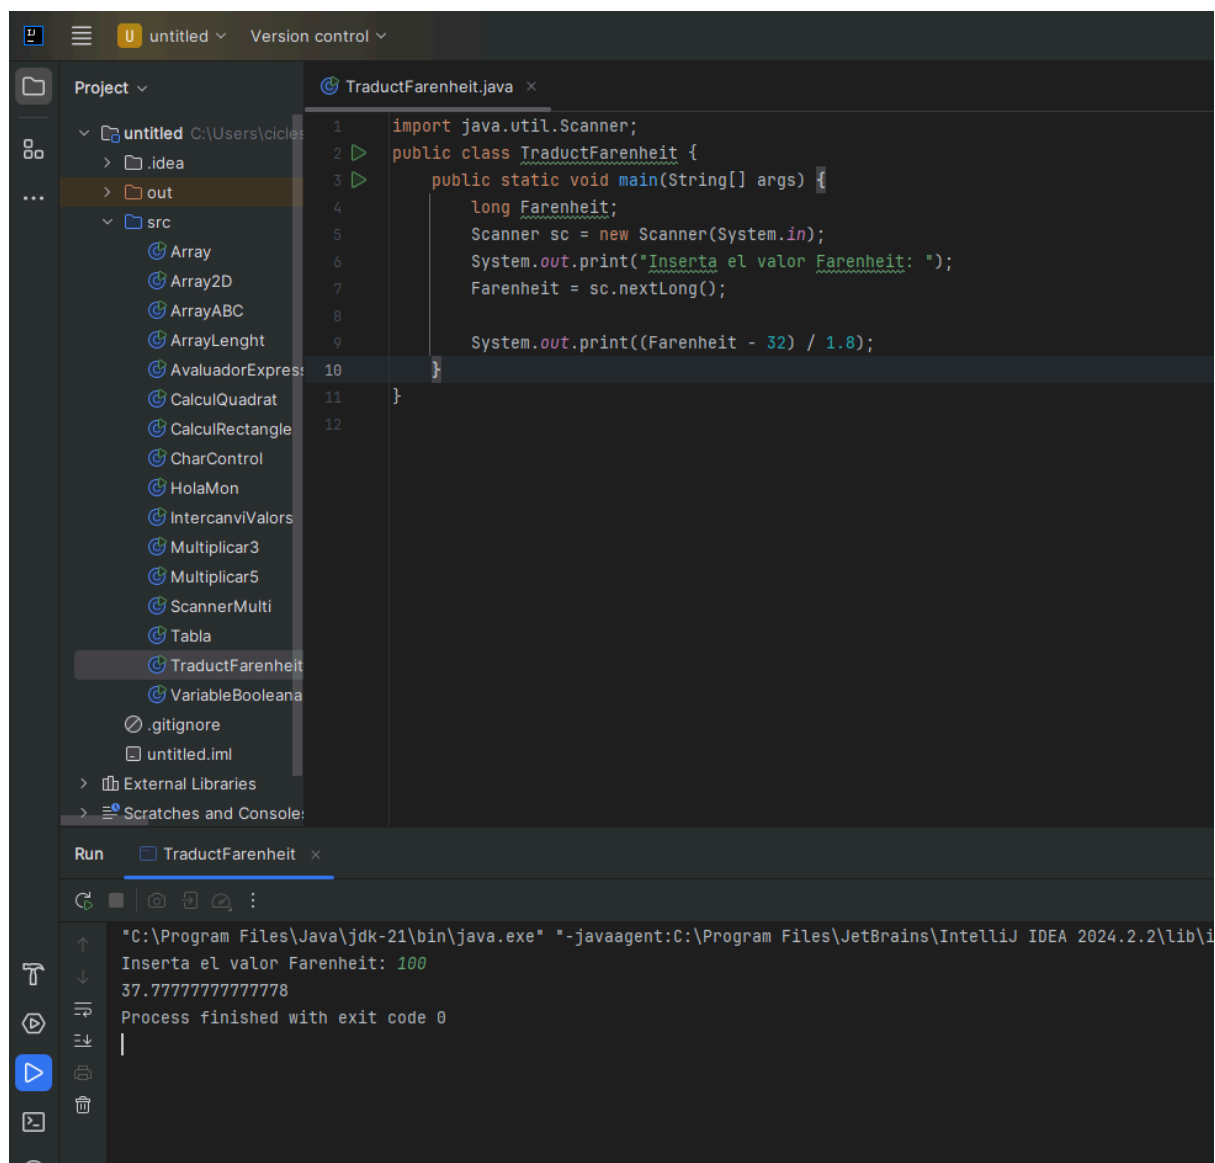 U untitled Version control
Project
TraductFarenheit.java
untitled C:\Users\cicles
.idea
out
src
Array
Array2D
ArrayABC
ArrayLenght
AvaluadorExpress
CalculQuadrat
CalculRectangle
CharControl
HolaMon
IntercanviValors
Multiplicar3
Multiplicar5
ScannerMulti
Tabla
TraductFarenheit
VariableBooleana
.gitignore
untitled.iml
External Libraries
Scratches and Consoles
1 import java.util.Scanner;
2 public class TraductFarenheit {
3 public static void main(String[] args) {
4 long Farenheit;
5 Scanner sc = new Scanner(System.in);
6 System.out.print("Inserta el valor Farenheit: ");
7 Farenheit = sc.nextLong();
8
9 System.out.print((Farenheit - 32) / 1.8);
10 }
11 }
12
Run TraductFarenheit
"C:\Program Files\Java\jdk-21\bin\java.exe" "-javaagent:C:\Program Files\JetBrains\IntelliJ IDEA 2024.2.2\lib\i
Inserta el valor Farenheit: 100
37.77777777777778
Process finished with exit code 0